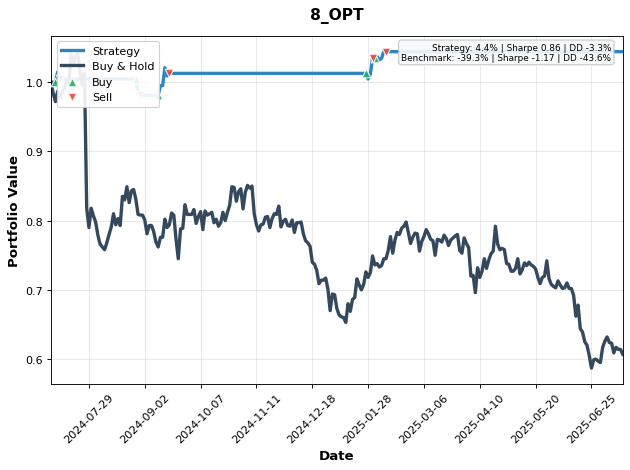 8_OPT
Strategy
Buy & Hold
Buy
Sell
Strategy: 4.4% | Sharpe 0.86 | DD -3.3%
Benchmark: -39.3% | Sharpe -1.17 | DD -43.6%
Portfolio Value
1.0
0.9
0.8
0.7
0.6
2024-07-29
2024-09-02
2024-10-07
2024-11-11
2024-12-18
2025-01-28
2025-03-06
2025-04-10
2025-05-20
2025-06-25
Date